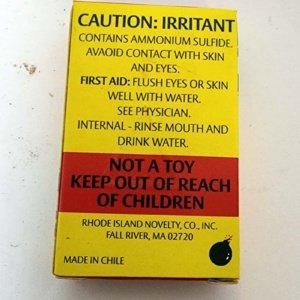 CAUTION: IRRITANT
CONTAINS AMMONIUM SULFIDE.
AVAOID CONTACT WITH SKIN
AND EYES.
FIRST AID: FLUSH EYES OR SKIN
WELL WITH WATER.
SEE PHYSICIAN.
INTERNAL - RINSE MOUTH AND
DRINK WATER.
NOT A TOY
KEEP OUT OF REACH
OF CHILDREN
RHODE ISLAND NOVELTY, CO., INC.
FALL RIVER, MA 02720
MADE IN CHILE